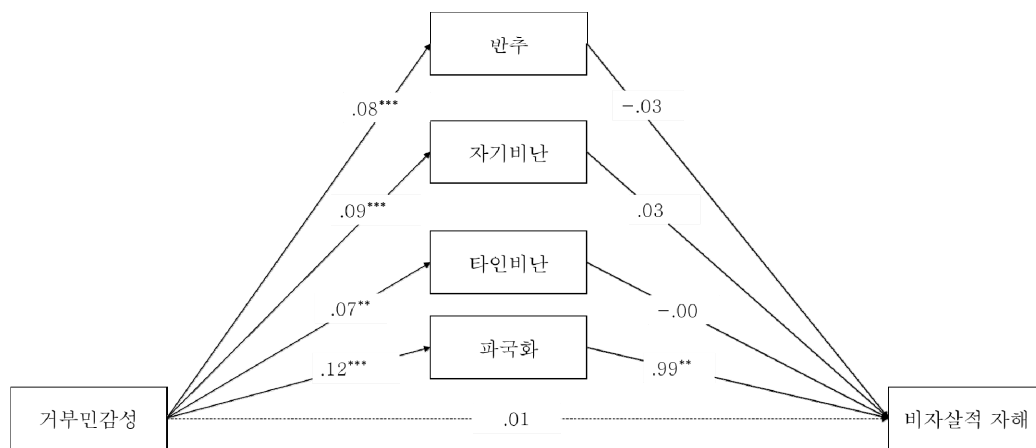 반추
.08***
-.03
자기비난
.09***
.03
타인비난
.07**
-.00
파국화
.12***
.99**
거부민감성
.01
비자살적 자해